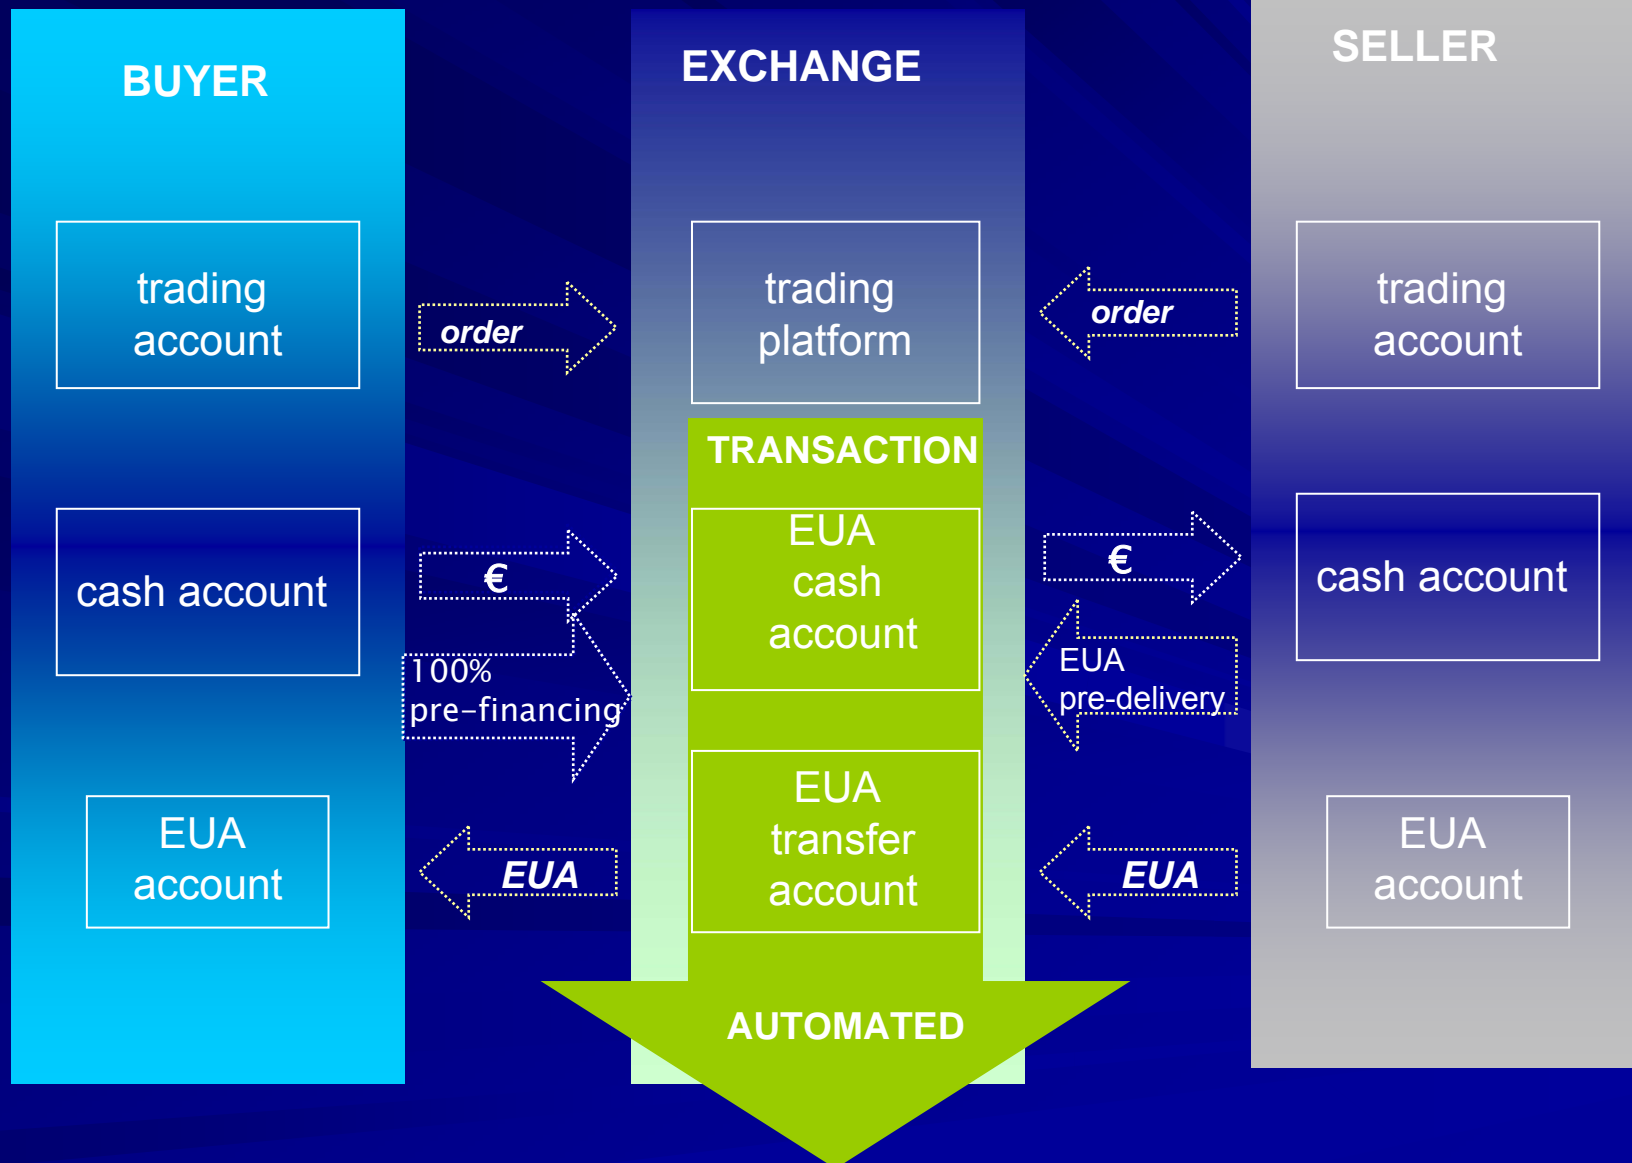 BUYER
EXCHANGE
SELLER
trading
account
order
trading
platform
order
trading
account
TRANSACTION
cash account
€
EUA
cash
account
€
cash account
100%
pre-financing
EUA
pre-delivery
EUA
account
EUA
EUA
transfer
account
EUA
EUA
account
AUTOMATED